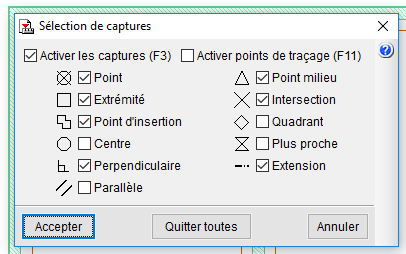 Sélection de captures
Activer les captures (F3) Activer points de traçage (F11)
Point Point milieu
Extrémité Intersection
Point d'insertion Quadrant
Centre Plus proche
Perpendiculaire Extension
Parallèle
Accepter Quitter toutes Annuler